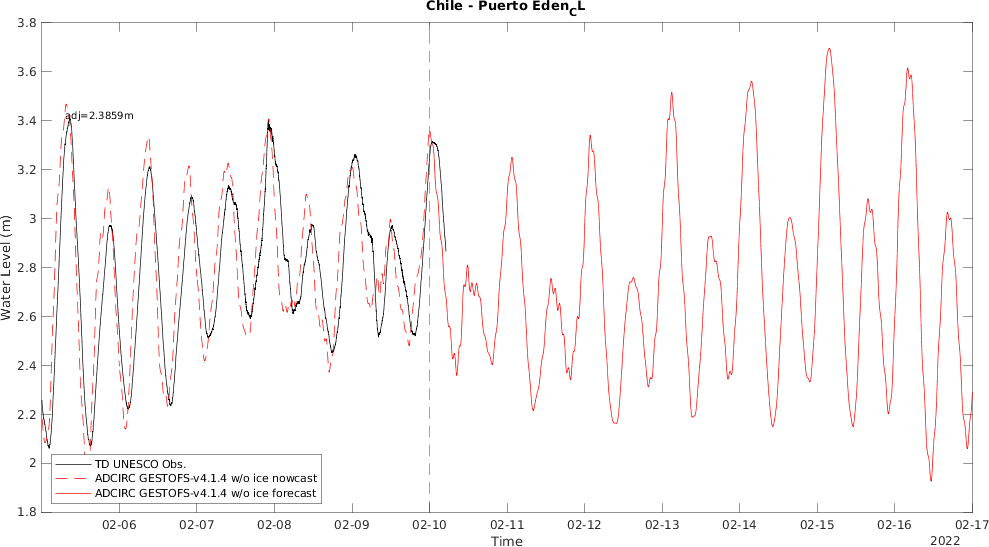 Chile - Puerto Eden_CL
3.8
3.6
3.4
3.2
3
2.8
2.6
2.4
2.2
2
1.8
Water Level (m)
adj=2.3859m
TD UNESCO Obs.
ADCIRC GESTOFS-v4.1.4 w/o ice nowcast
ADCIRC GESTOFS-v4.1.4 w/o ice forecast
02-06 02-07 02-08 02-09 02-10 02-11 02-12 02-13 02-14 02-15 02-16 02-17
Time
2022